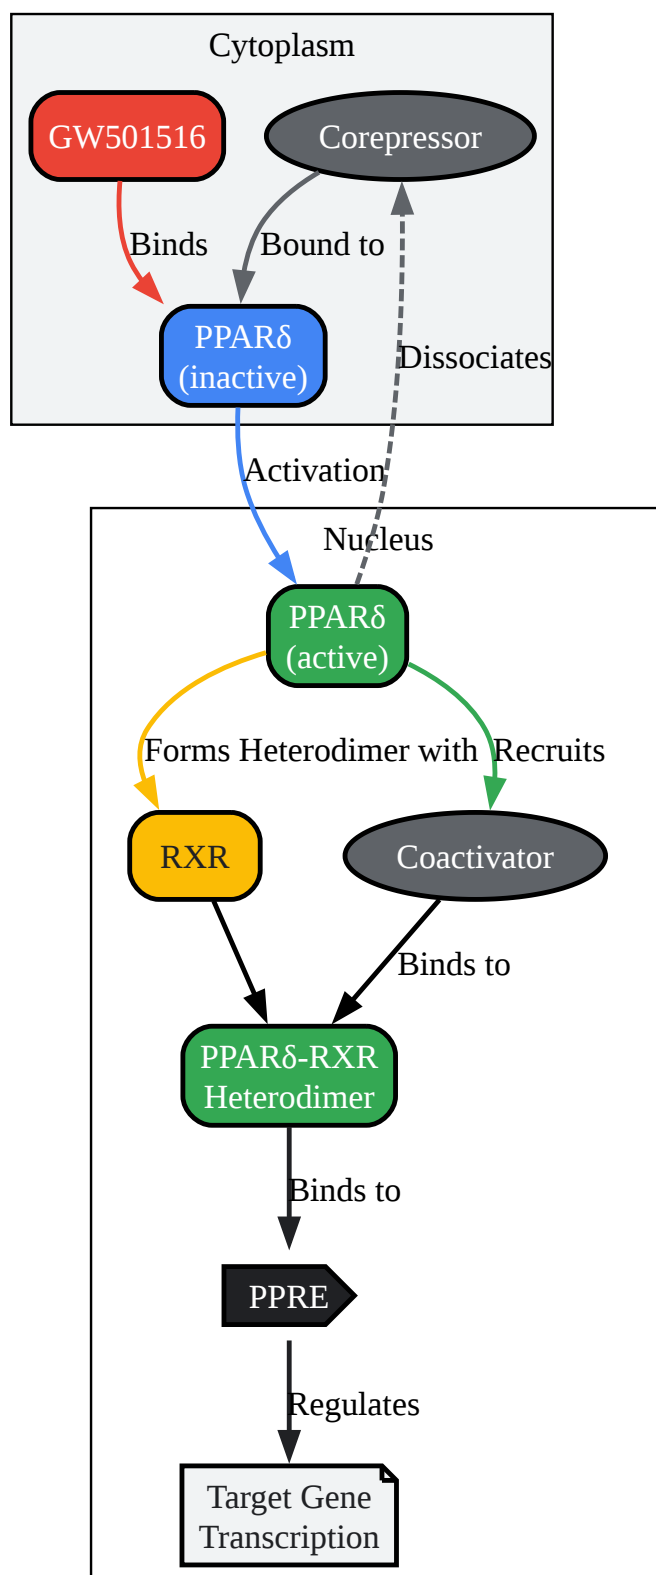 Cytoplasm
GW501516
Corepressor
Binds
Bound to
PPARδ
(inactive)
Dissociates
Activation
Nucleus
PPARδ
(active)
Forms Heterodimer with
Recruits
RXR
Coactivator
Binds to
PPARδ-RXR
Heterodimer
Binds to
PPRE
Regulates
Target Gene
Transcription